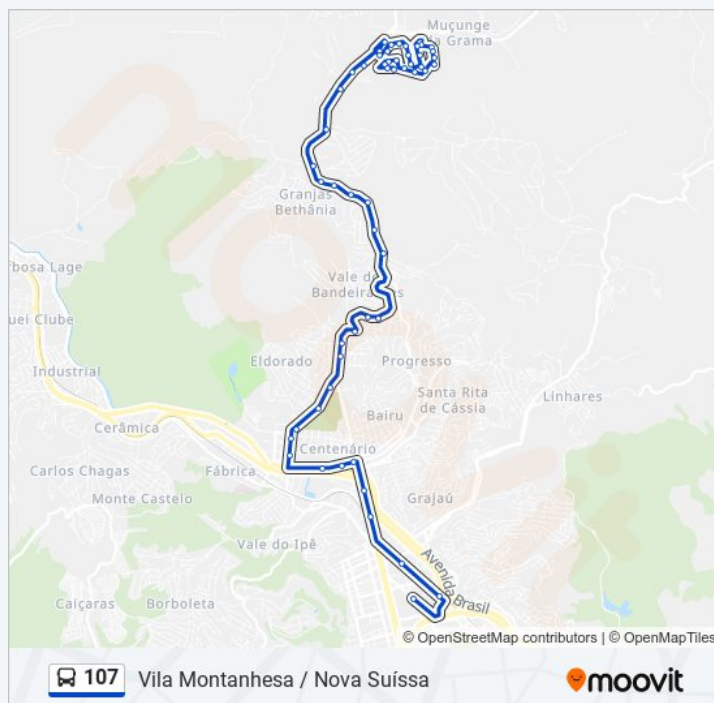 Muçunge
da Grama
Granjas
Bethânia
Vale do
Bandeirantes
rbosa Lage
uei Clube
Industrial
Eldorado
Progresso
Santa Rita
de Cássia
Linhares
Bairu
Cerâmica
Centenário
Carlos Chagas
Fábrica
Grajaú
Monte Castelo
Vale do Ipê
Avenida Brasil
Caiçaras
Borboleta
© OpenStreetMap contributors | © OpenMapTiles
107 Vila Montanhesa / Nova Suíssa
moovit